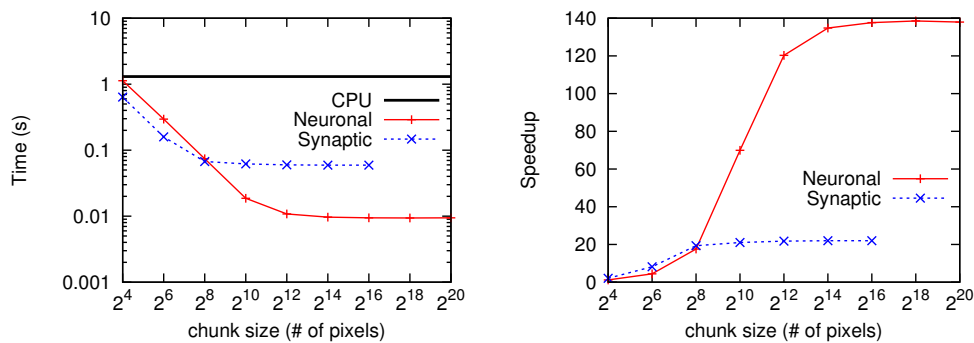 10
1
0.1
0.01
0.001
Time (s)
CPU
Neuronal
Synaptic
2^4 2^6 2^8 2^10 2^12 2^14 2^16 2^18 2^20
chunk size (# of pixels)
140
120
100
80
60
40
20
0
Speedup
Neuronal
Synaptic
2^4 2^6 2^8 2^10 2^12 2^14 2^16 2^18 2^20
chunk size (# of pixels)